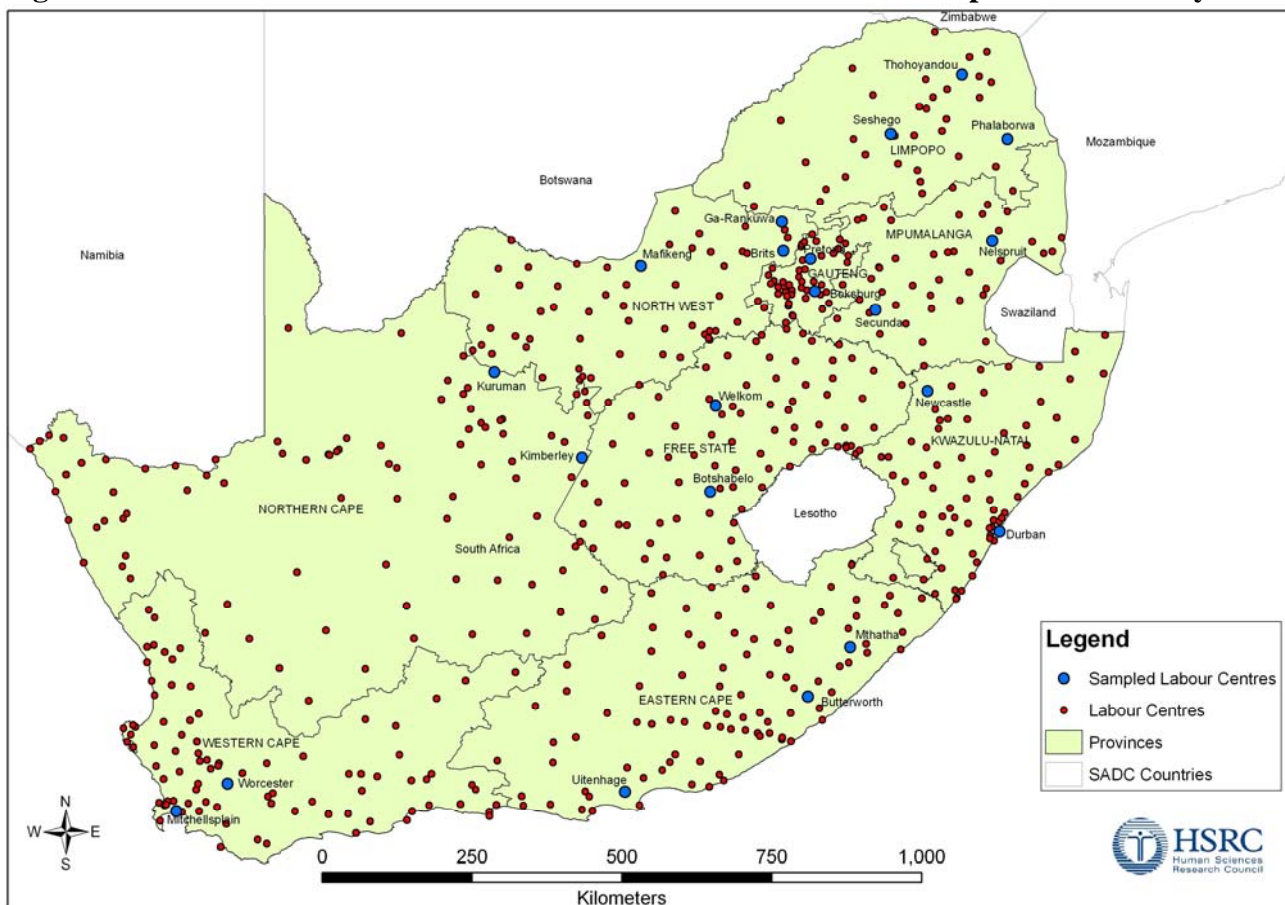 Zimbabwe
Thohoyandou
Seshego
Phalaborwa
LIMPOPO
Mozambique
Botswana
Ga-Rankuwa
MPUMALANGA
Namibia
Mafikeng
Brits
Pretoria
Nelspruit
GAUTENG
Boksburg
NORTH WEST
Secunda
Swaziland
Kuruman
Welkom
Newcastle
KWAZULU-NATAL
Kimberley
FREE STATE
Botshabelo
NORTHERN CAPE
Lesotho
South Africa
Durban
Mthatha
EASTERN CAPE
Butterworth
WESTERN CAPE
Worcester
Uitenhage
Mitchellsplain
Legend
Sampled Labour Centres
Labour Centres
Provinces
SADC Countries
N
W E
S
0 250 500 750 1,000
Kilometers
HSRC
Human Sciences
Research Council